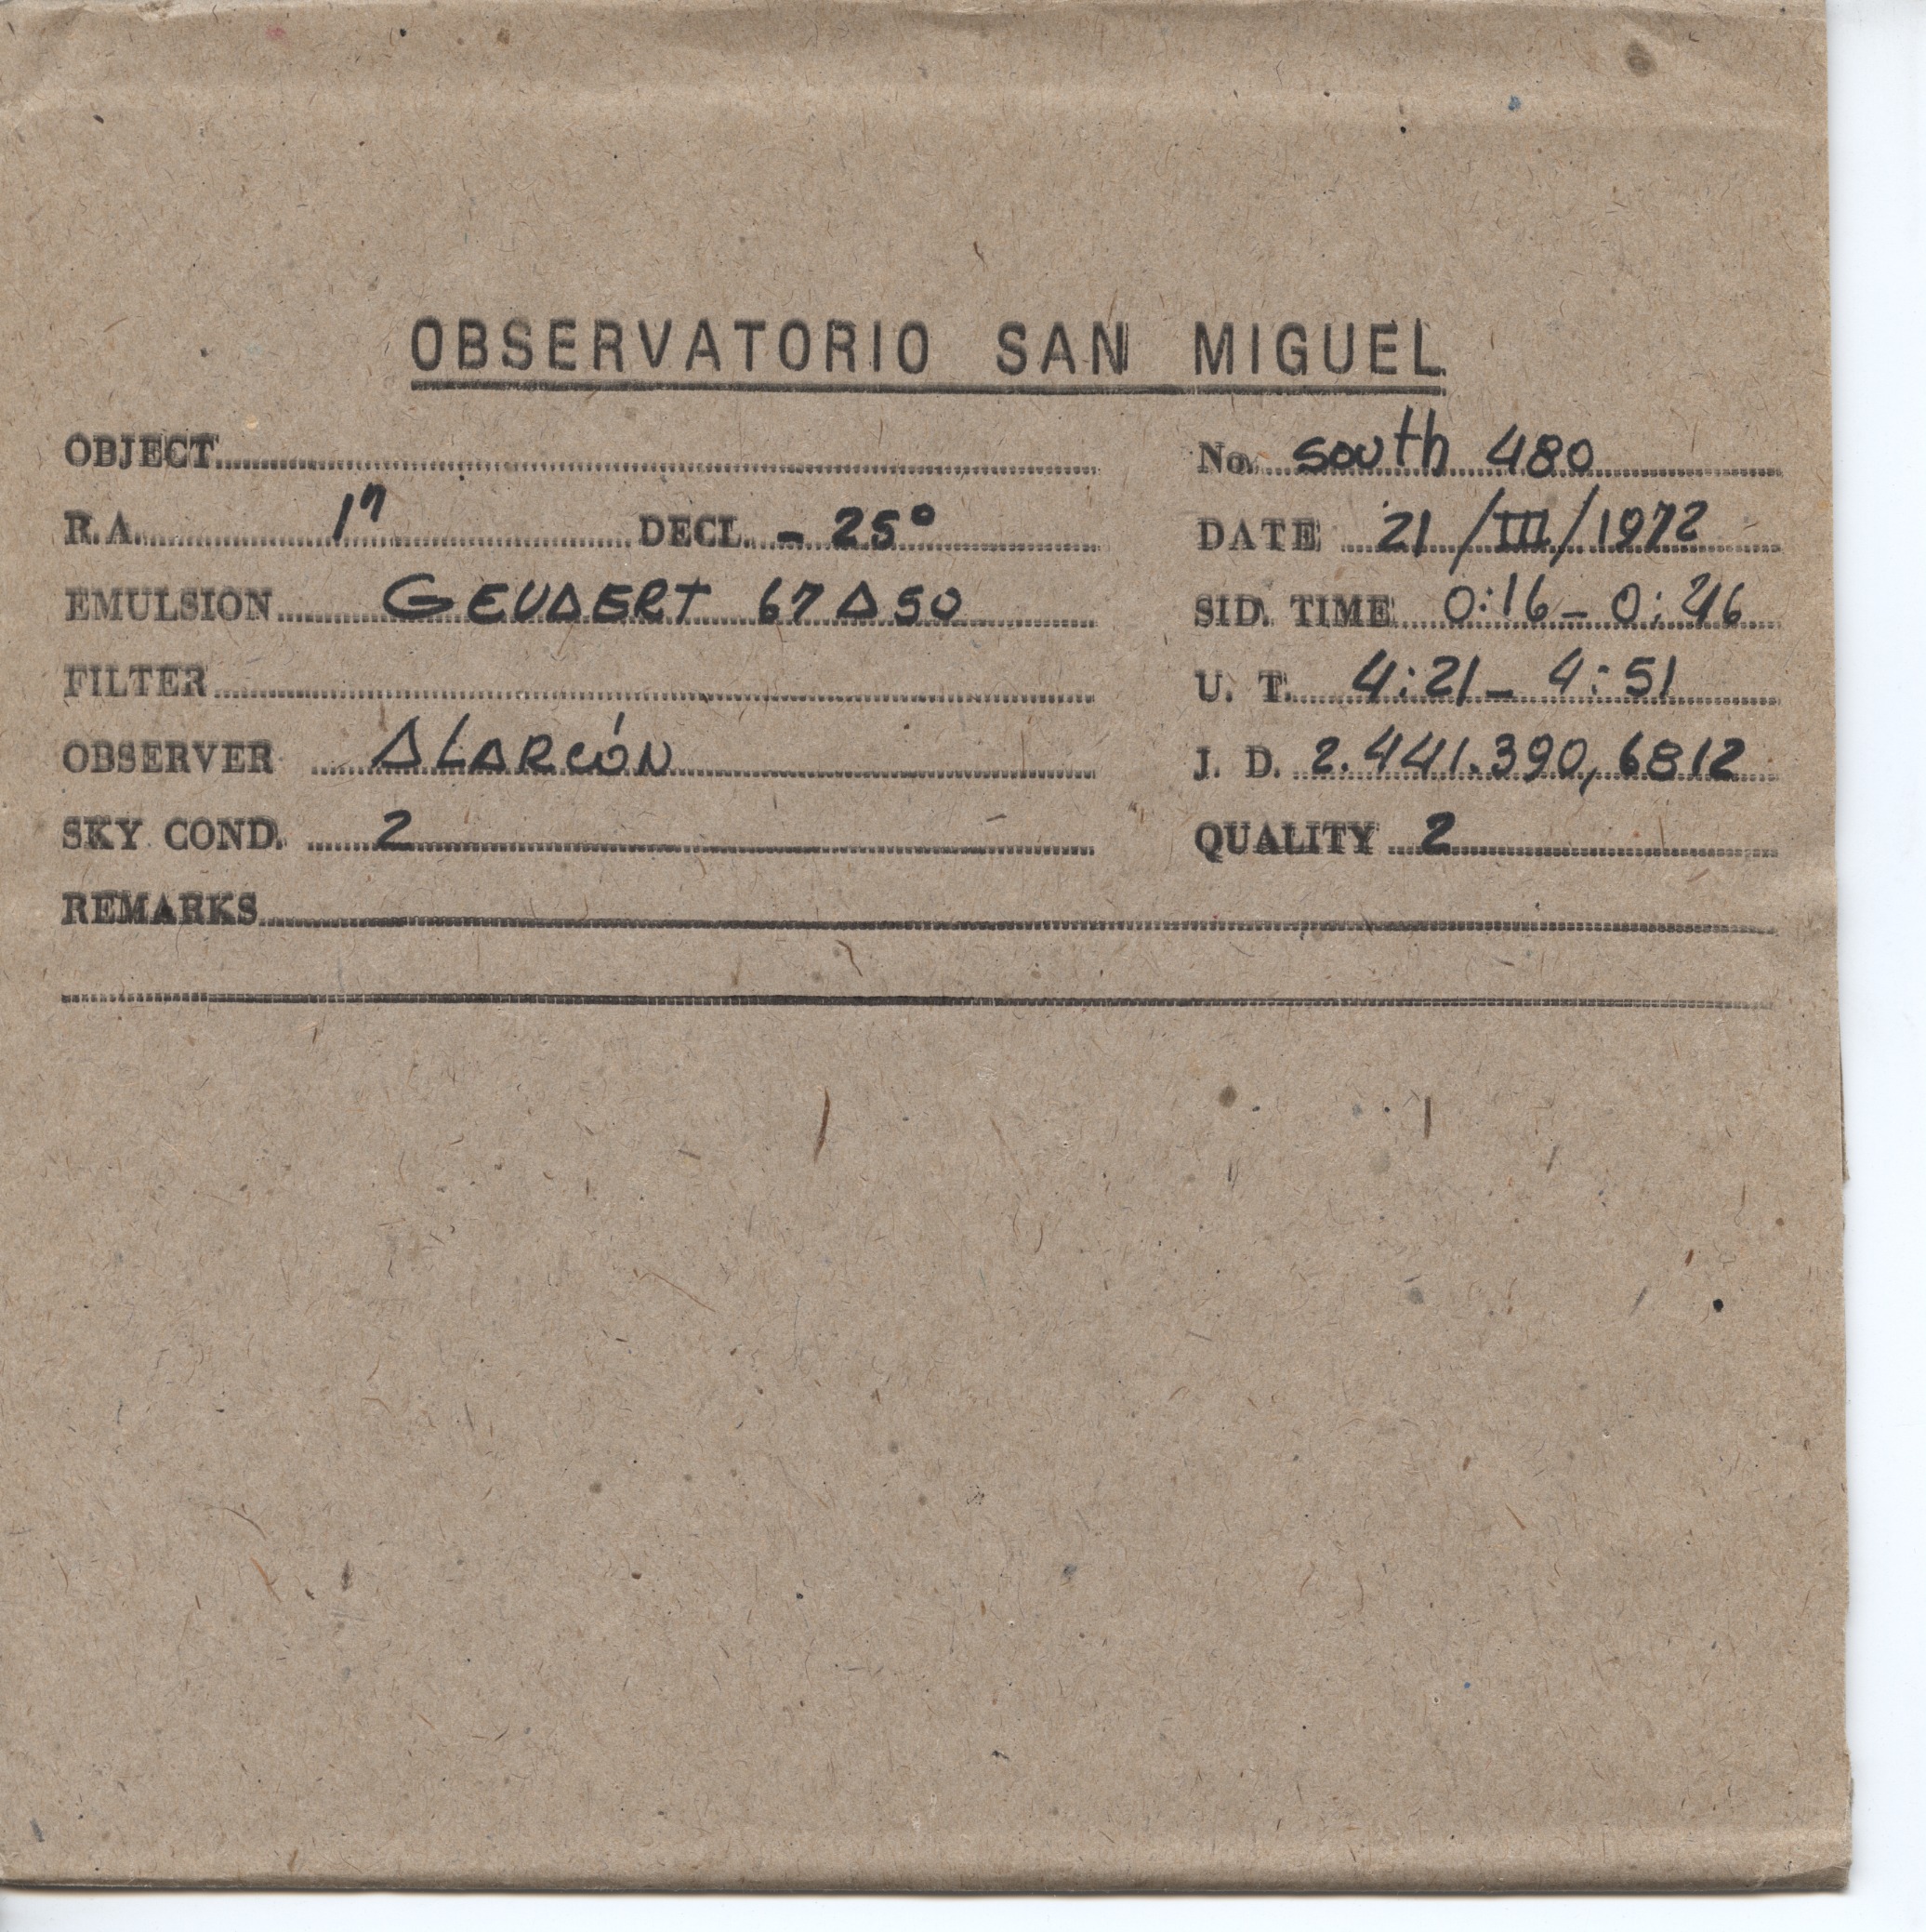 OBSERVATORIO SAN MIGUEL
OBJECT No. south 480
R.A. 1h DECL. - 25° DATE 21/III/1972
EMULSION GEVAERT 67A50 SID. TIME 0:16 - 0:46
FILTER U. T. 4:21 - 4:51
OBSERVER ALARCÓN J. D. 2.441.390,6812
SKY COND. 2 QUALITY 2
REMARKS